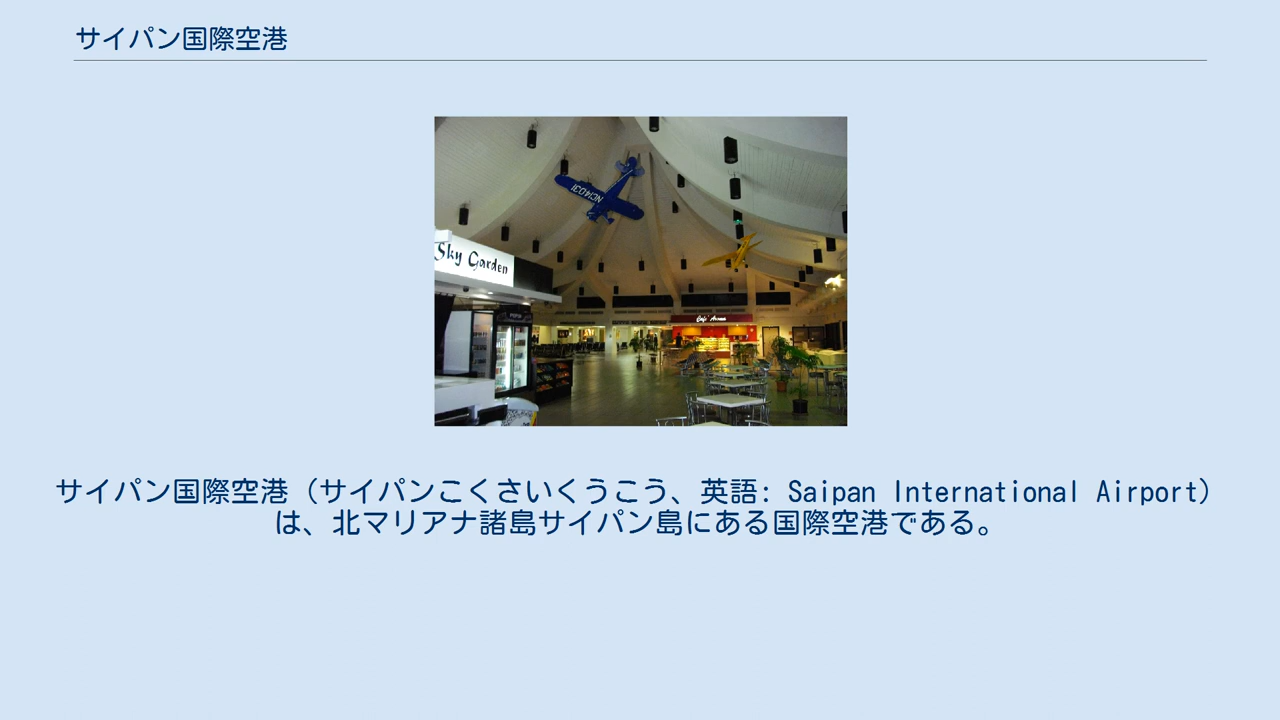 サイパン国際空港
Sky Garden
サイパン国際空港（サイパンこくさいくうこう、英語: Saipan International Airport）
は、北マリアナ諸島サイパン島にある国際空港である。